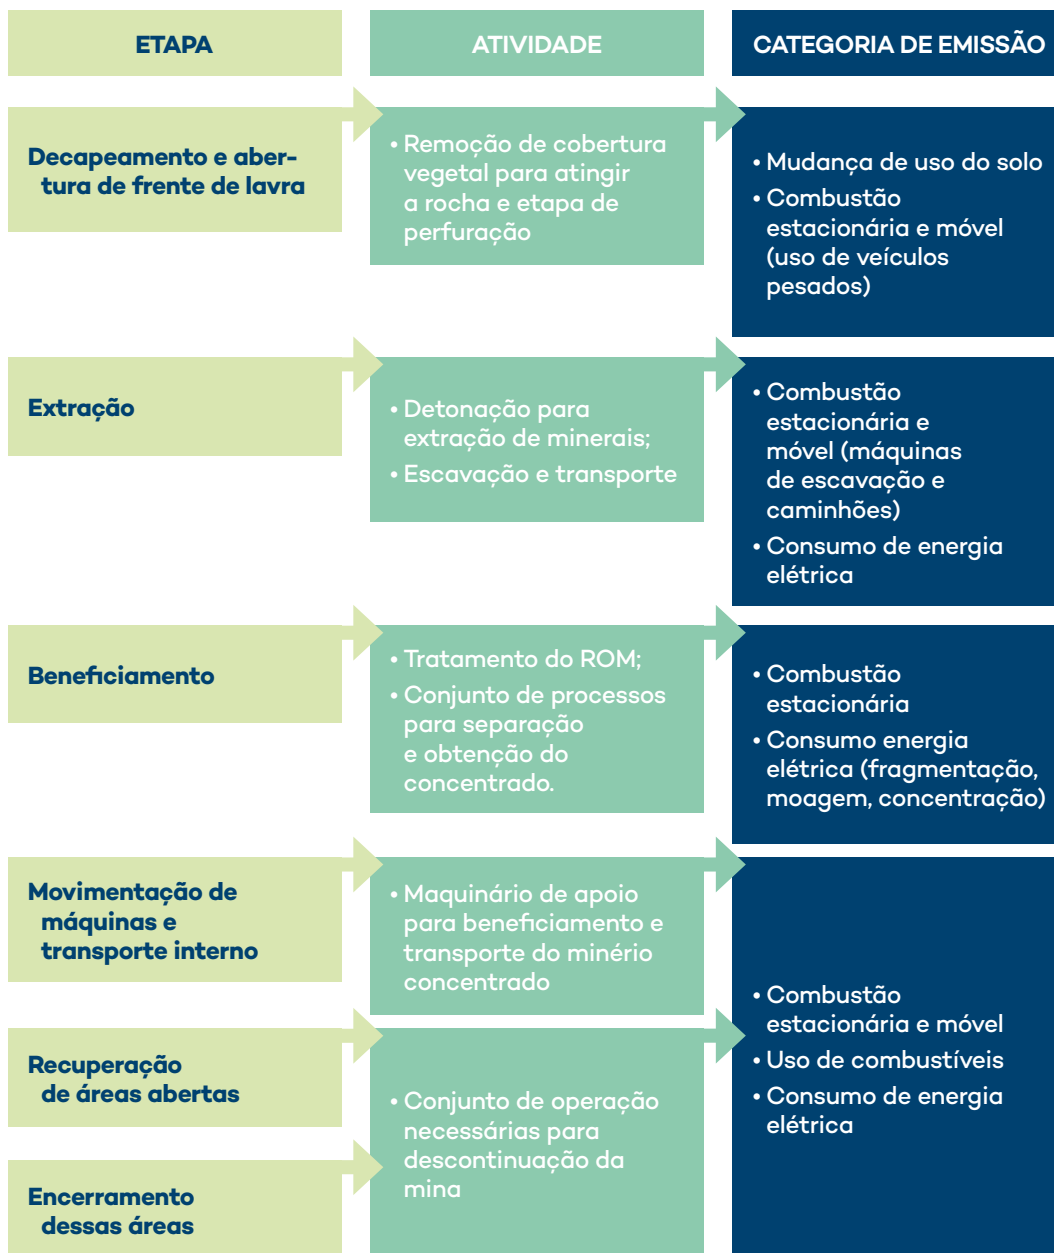 ETAPA
ATIVIDADE
CATEGORIA DE EMISSÃO
Decapeamento e aber-
tura de frente de lavra
• Remoção de cobertura
vegetal para atingir
a rocha e etapa de
perfuração
• Mudança de uso do solo
• Combustão
estacionária e móvel
(uso de veículos
pesados)
Extração
• Detonação para
extração de minerais;
• Escavação e transporte
• Combustão
estacionária e
móvel (máquinas
de escavação e
caminhões)
• Consumo de energia
elétrica
Beneficiamento
• Tratamento do ROM;
• Conjunto de processos
para separação
e obtenção do
concentrado.
• Combustão
estacionária
• Consumo energia
elétrica (fragmentação,
moagem, concentração)
Movimentação de
máquinas e
transporte interno
• Maquinário de apoio
para beneficiamento e
transporte do minério
concentrado
Recuperação
de áreas abertas
Encerramento
dessas áreas
• Conjunto de operação
necessárias para
descontinuação da
mina
• Combustão
estacionária e móvel
• Uso de combustíveis
• Consumo de energia
elétrica